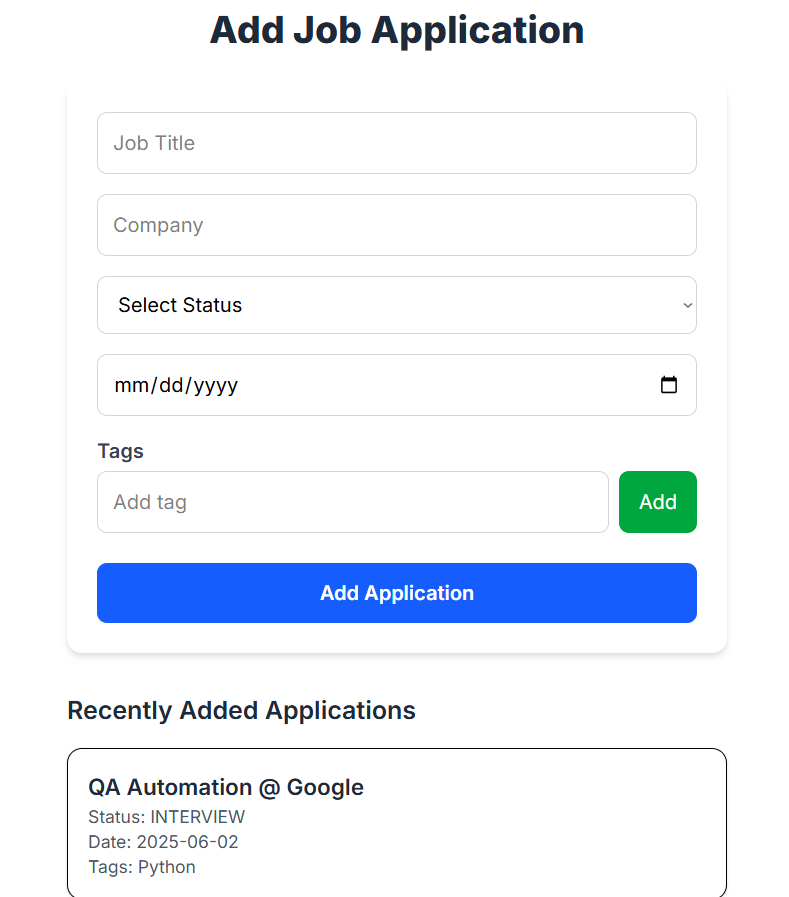 Add Job Application
Job Title
Company
Select Status
mm/dd/yyyy
Tags
Add tag
Add
Add Application
Recently Added Applications
QA Automation @ Google
Status: INTERVIEW
Date: 2025-06-02
Tags: Python